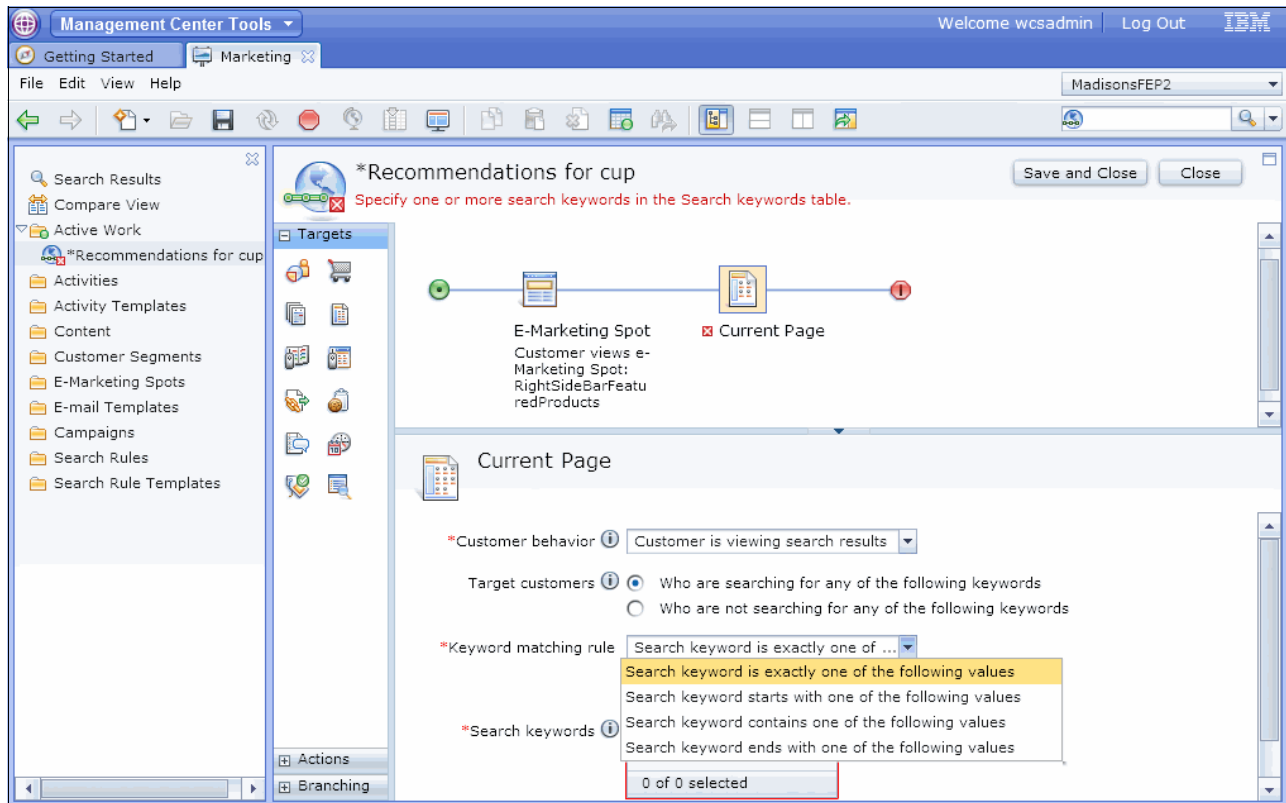 Management Center Tools
Welcome wcsadmin
Log Out
IBM
Getting Started
Marketing
File Edit View Help
MadisonsFEP2
Search Results
Compare View
Active Work
*Recommendations for cup
Activities
Activity Templates
Content
Customer Segments
E-Marketing Spots
E-mail Templates
Campaigns
Search Rules
Search Rule Templates
*Recommendations for cup
Save and Close
Close
Specify one or more search keywords in the Search keywords table.
Targets
E-Marketing Spot
Customer views e-
Marketing Spot:
RightSideBarFeatu
redProducts
Current Page
Current Page
*Customer behavior
Customer is viewing search results
Target customers
Who are searching for any of the following keywords
Who are not searching for any of the following keywords
*Keyword matching rule
Search keyword is exactly one of ...
Search keyword is exactly one of the following values
Search keyword starts with one of the following values
Search keyword contains one of the following values
Search keyword ends with one of the following values
*Search keywords
0 of 0 selected
Actions
Branching